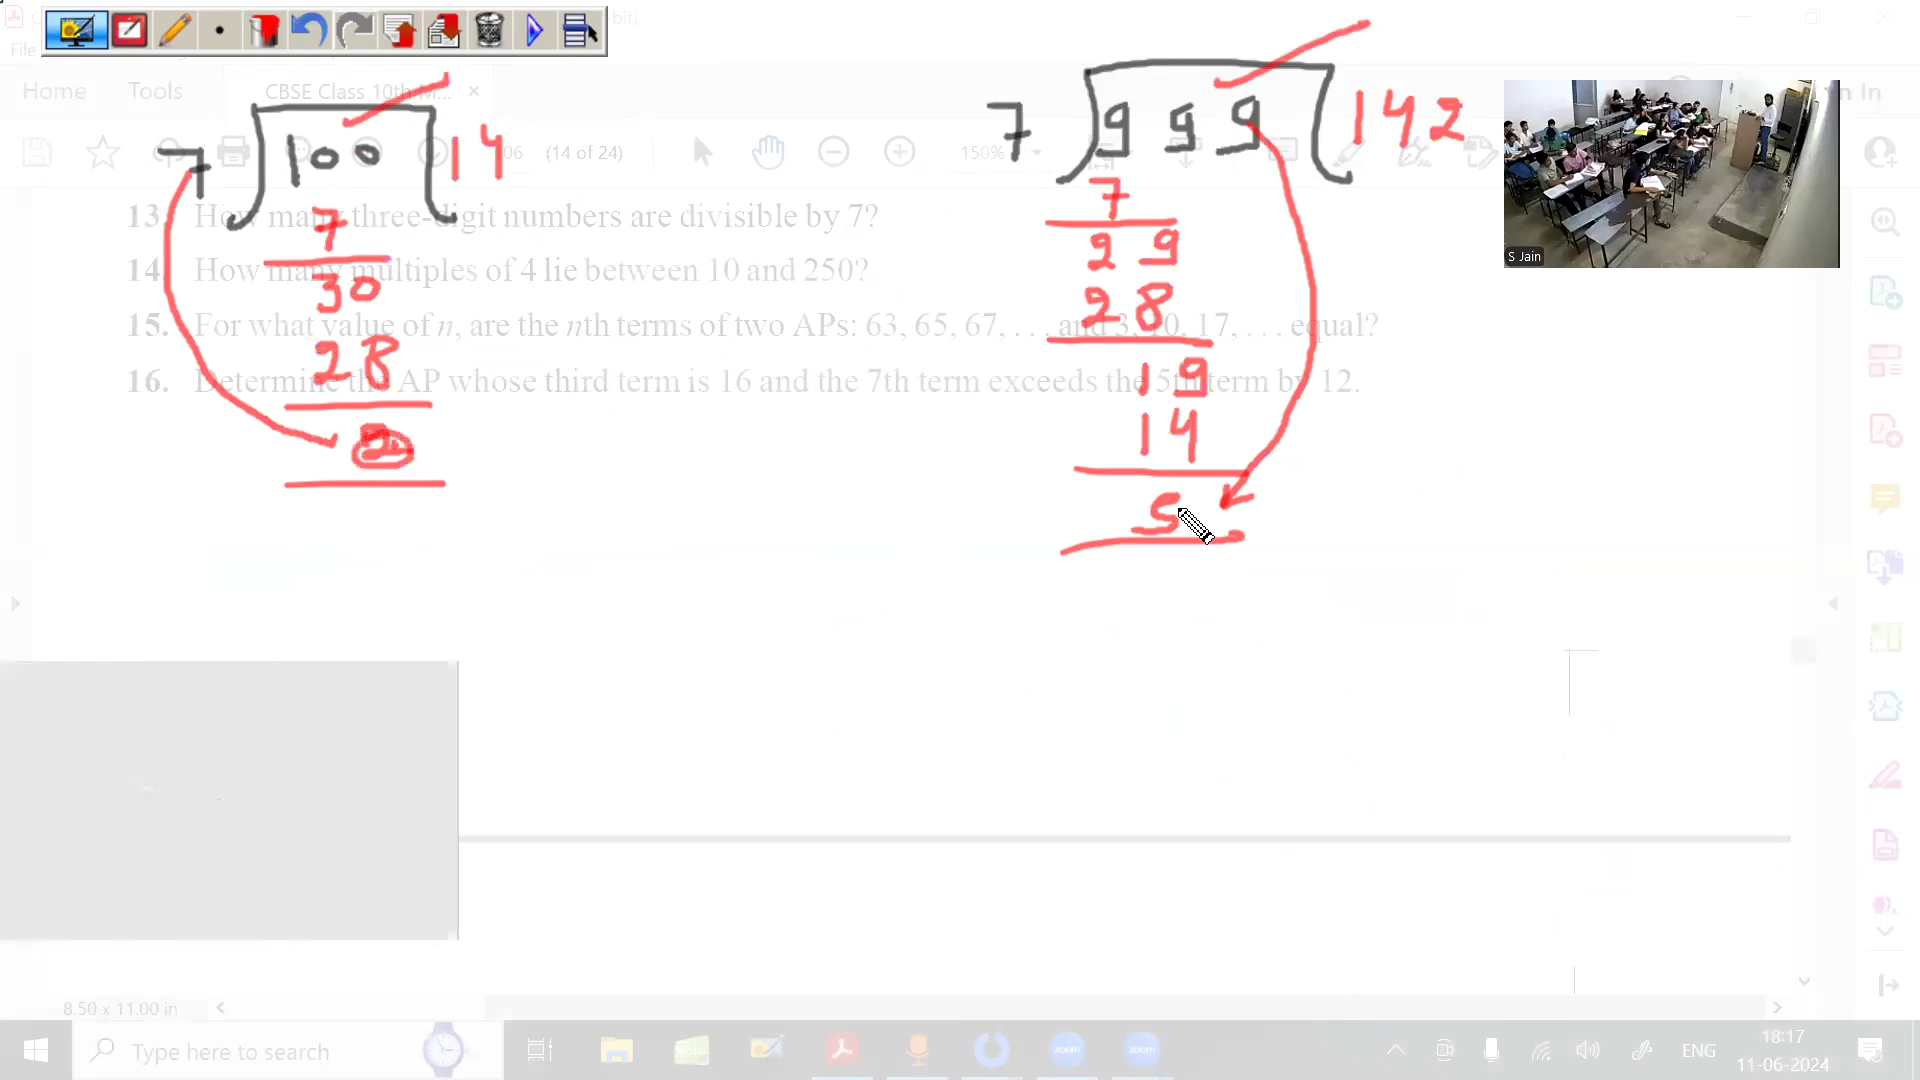 File
-bit)
Home
Tools
CBSE Class 10th M...
n In
06
(14 of 24)
150%
7
100
14
7
30
28
2
7
999
142
7
29
28
19
14
5
13. How many three-digit numbers are divisible by 7?
14. How many multiples of 4 lie between 10 and 250?
15. For what value of n, are the nth terms of two APs: 63, 65, 67, . . . and 3, 10, 17, . . . equal?
16. Determine the AP whose third term is 16 and the 7th term exceeds the 5th term by 12.
S Jain
8.50 x 11.00 in
Type here to search
zoom
zoom
ENG
18:17
11-06-2024